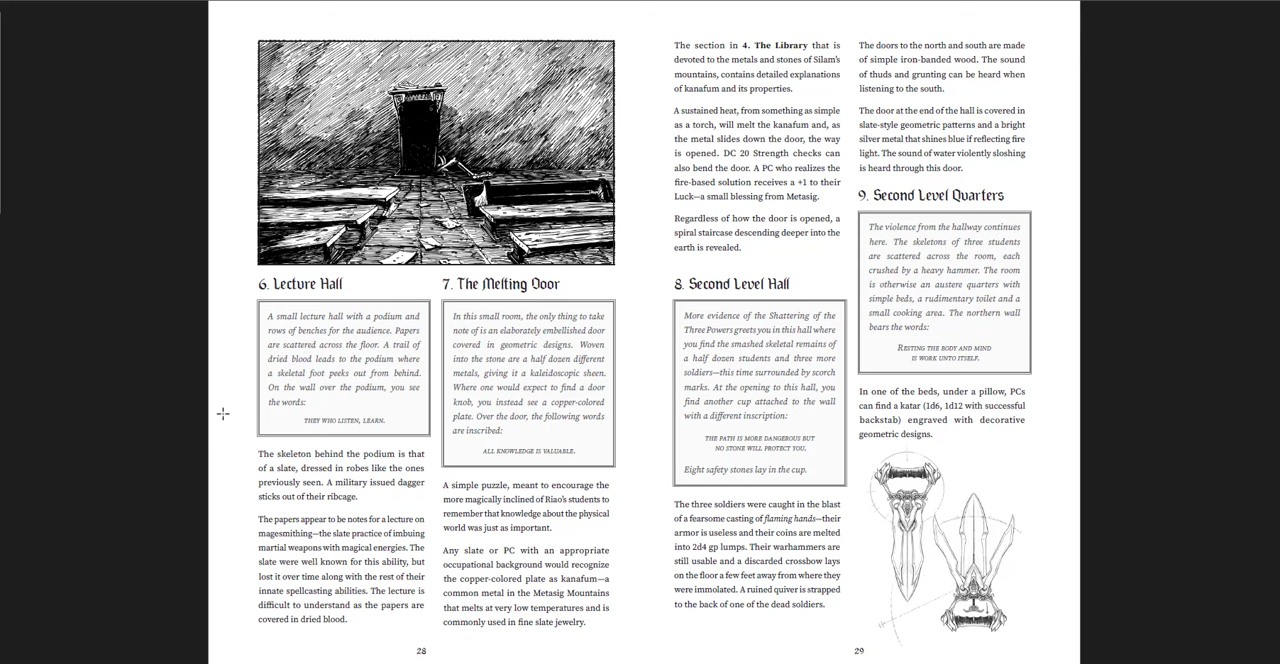 6. Lecture Hall
A small lecture hall with a podium and
rows of benches for the audience. Papers
are scattered across the floor. A trail of
dried blood leads to the podium where
a skeletal foot peeks out from behind.
On the wall over the podium, you see
the words:
THEY WHO LISTEN, LEARN.
The skeleton behind the podium is that
of a slate, dressed in robes like the ones
previously seen. A military issued dagger
sticks out of their ribcage.
The papers appear to be notes for a lecture on
magesmithing—the slate practice of imbuing
martial weapons with magical energies. The
slate were well known for this ability, but
lost it over time along with the rest of their
innate spellcasting abilities. The lecture is
difficult to understand as the papers are
covered in dried blood.
7. The Melting Door
In this small room, the only thing to take
note of is an elaborately embellished door
covered in geometric designs. Woven
into the stone are a half dozen different
metals, giving it a kaleidoscopic sheen.
Where one would expect to find a door
knob, you instead see a copper-colored
plate. Over the door, the following words
are inscribed:
ALL KNOWLEDGE IS VALUABLE.
A simple puzzle, meant to encourage the
more magically inclined of Riao's students to
remember that knowledge about the physical
world was just as important.
Any slate or PC with an appropriate
occupational background would recognize
the copper-colored plate as kanafum—a
common metal in the Metasig Mountains
that melts at very low temperatures and is
commonly used in fine slate jewelry.
28
The section in 4. The Library that is
devoted to the metals and stones of Silam's
mountains, contains detailed explanations
of kanafum and its properties.
A sustained heat, from something as simple
as a torch, will melt the kanafum and, as
the metal slides down the door, the way
is opened. DC 20 Strength checks can
also bend the door. A PC who realizes the
fire-based solution receives a +1 to their
Luck—a small blessing from Metasig.
Regardless of how the door is opened, a
spiral staircase descending deeper into the
earth is revealed.
8. Second Level Hall
More evidence of the Shattering of the
Three Powers greets you in this hall where
you find the smashed skeletal remains of
a half dozen students and three more
soldiers—this time surrounded by scorch
marks. At the opening to this hall, you
find another cup attached to the wall
with a different inscription:
THE PATH IS MORE DANGEROUS BUT
NO STONE WILL PROTECT YOU.
Eight safety stones lay in the cup.
The three soldiers were caught in the blast
of a fearsome casting of flaming hands—their
armor is useless and their coins are melted
into 2d4 gp lumps. Their warhammers are
still usable and a discarded crossbow lays
on the floor a few feet away from where they
were immolated. A ruined quiver is strapped
to the back of one of the dead soldiers.
The doors to the north and south are made
of simple iron-banded wood. The sound
of thuds and grunting can be heard when
listening to the south.
The door at the end of the hall is covered in
slate-style geometric patterns and a bright
silver metal that shines blue if reflecting fire
light. The sound of water violently sloshing
is heard through this door.
9. Second Level Quarters
The violence from the hallway continues
here. The skeletons of three students
are scattered across the room, each
crushed by a heavy hammer. The room
is otherwise an austere quarters with
simple beds, a rudimentary toilet and a
small cooking area. The northern wall
bears the words:
RESTING THE BODY AND MIND
IS WORK UNTO ITSELF.
In one of the beds, under a pillow, PCs
can find a katar (1d6, 1d12 with successful
backstab) engraved with decorative
geometric designs.
29